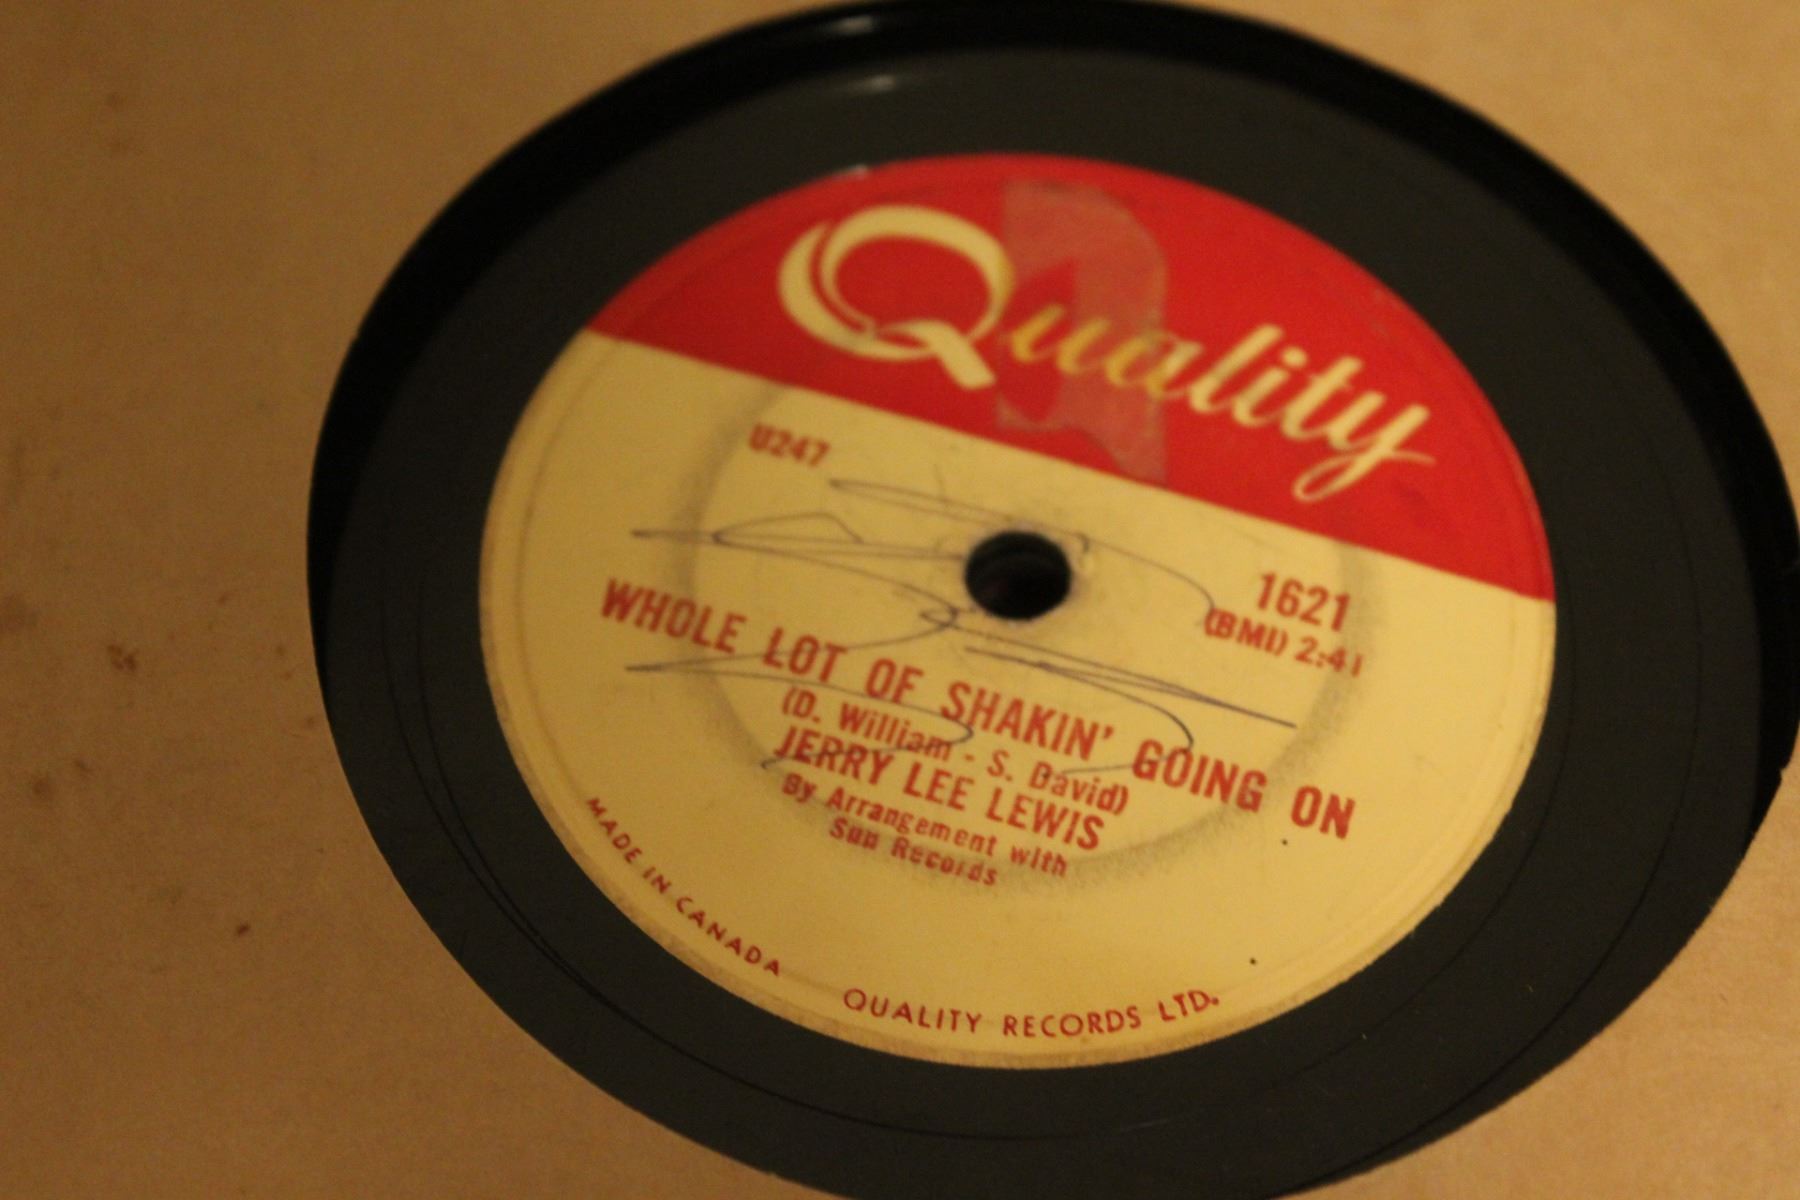 Quality
U247
1621
(BMI) 2:41
WHOLE LOT OF SHAKIN' GOING ON
(D. William - S. David)
JERRY LEE LEWIS
By Arrangement with
Sun Records
MADE IN CANADA QUALITY RECORDS LTD.